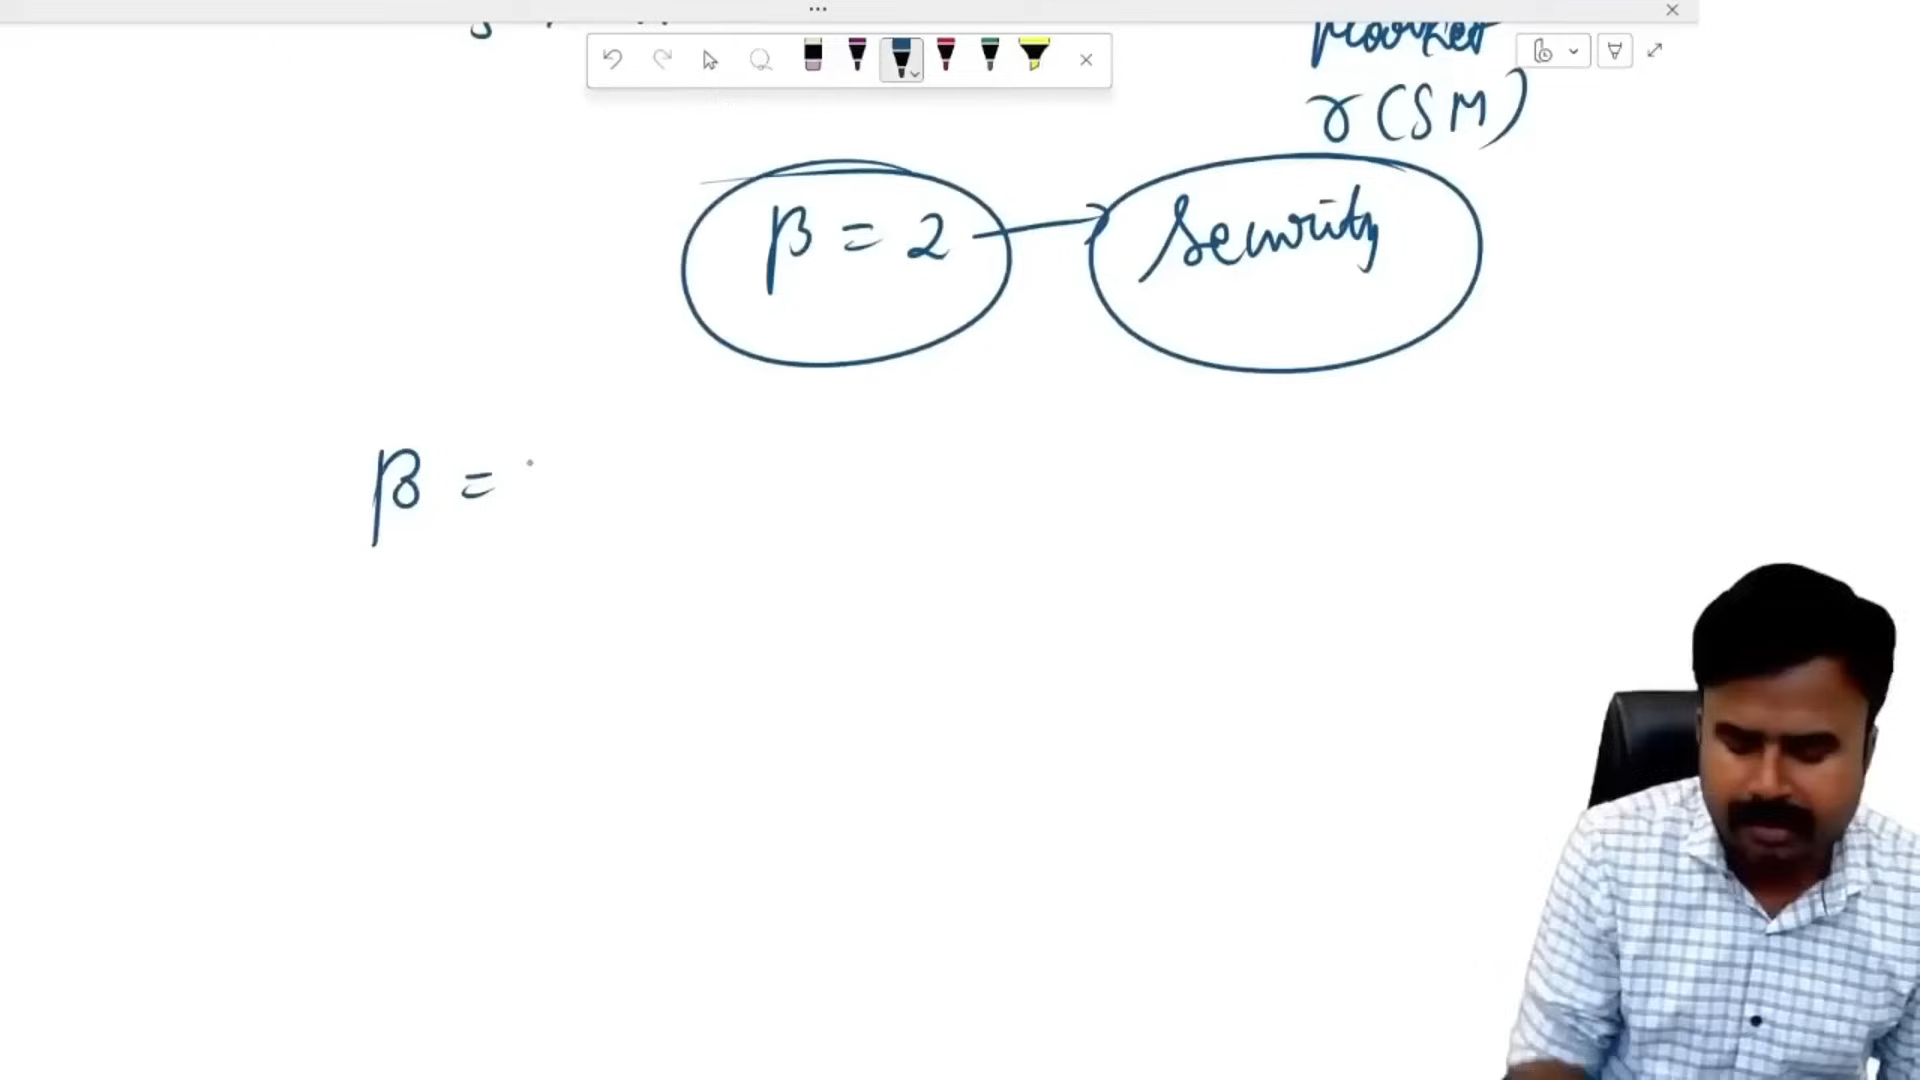 r (SM)
β = 2 → Security
β =